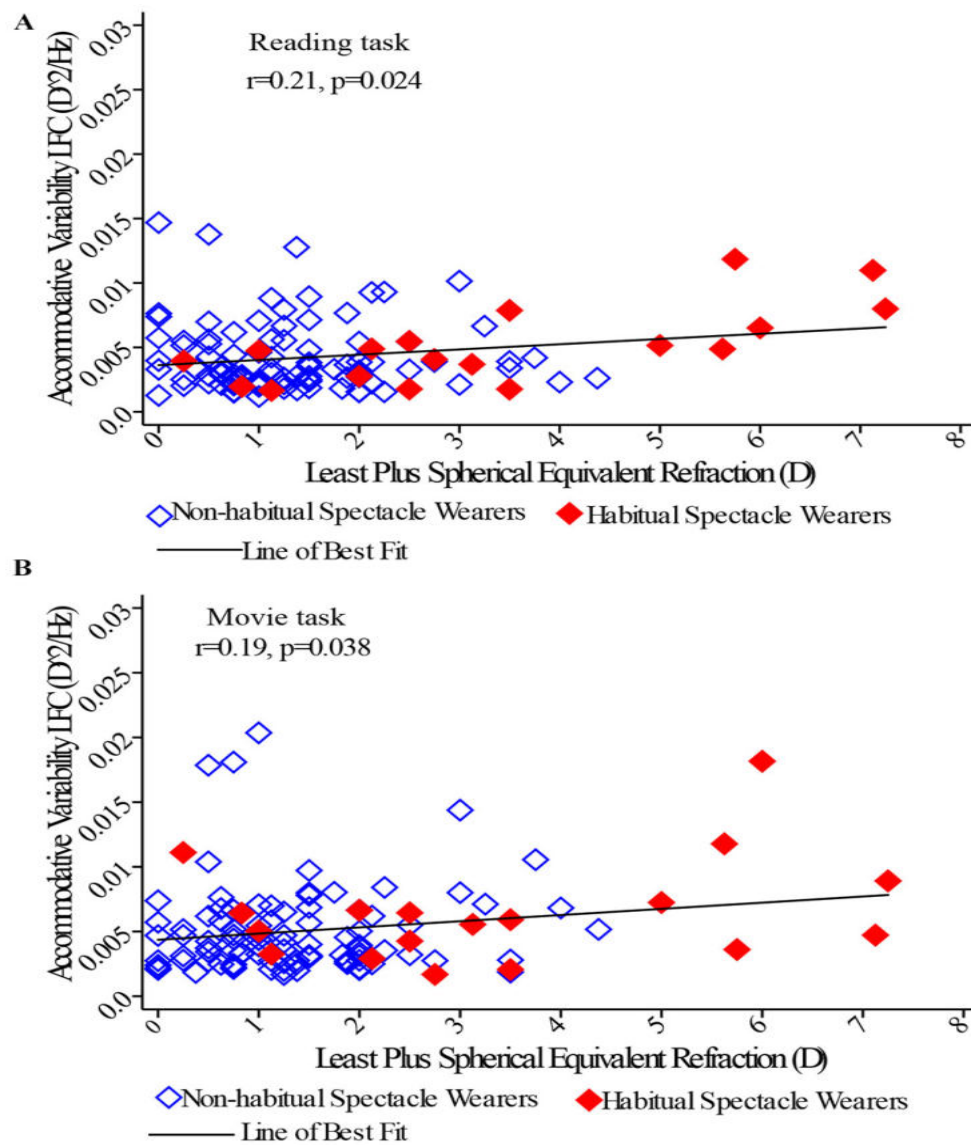 A
Reading task
r=0.21, p=0.024
Accommodative Variability LFC (D^2/Hz)
0.03
0.025
0.02
0.015
0.01
0.005
0.0
0 1 2 3 4 5 6 7 8
Least Plus Spherical Equivalent Refraction (D)
Non-habitual Spectacle Wearers Habitual Spectacle Wearers
Line of Best Fit
B
Movie task
r=0.19, p=0.038
Accommodative Variability LFC (D^2/Hz)
0.03
0.025
0.02
0.015
0.01
0.005
0.0
0 1 2 3 4 5 6 7 8
Least Plus Spherical Equivalent Refraction (D)
Non-habitual Spectacle Wearers Habitual Spectacle Wearers
Line of Best Fit